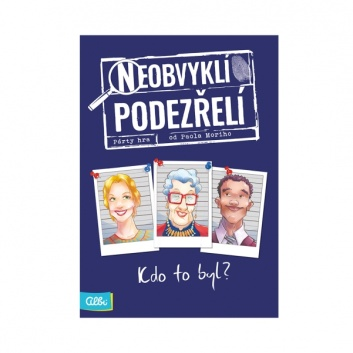 NEOBVYKLÍ
PODEZŘELÍ
Párty hra od Paola Moriho
Kdo to byl?
albi